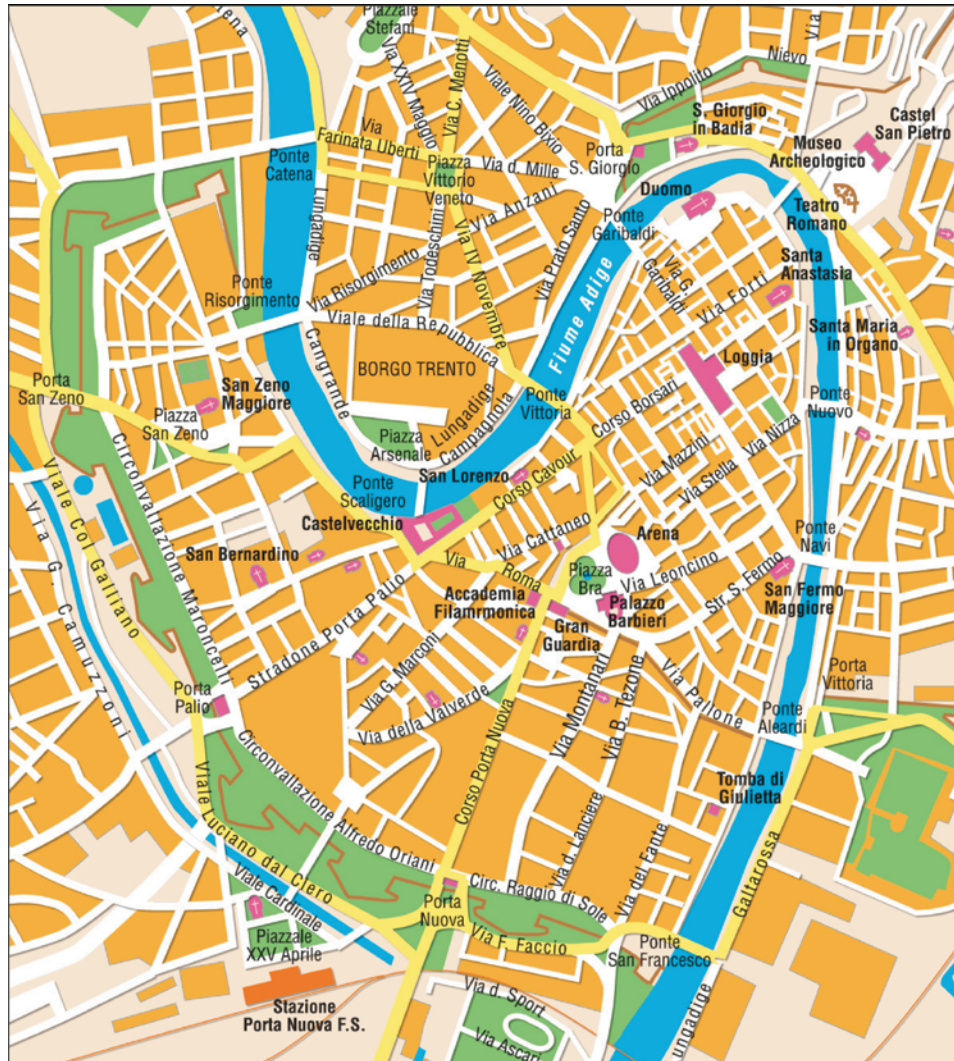 Piazzale
Stefani
Via XXIV Maggio
Via C. Menotti
Viale Nino Bixio
Via Ippolito
Nievo
Via
S. Giorgio
in Badia
Castel
San Pietro
Museo
Archeologico
Via
Farinata Uberti
Ponte
Catena
Piazza
Vittorio
Veneto
Via d. Mille
Porta
S. Giorgio
Duomo
Teatro
Romano
Lungadige
Via Anzani
Via Todeschini
Via IV Novembre
Via Prato Santo
Ponte
Garibaldi
Via G.
Garibaldi
Santa
Anastasia
Via Forti
Ponte
Risorgimento
Via Risorgimento
Viale della Repubblica
Fiume Adige
Santa Maria
in Organo
Loggia
Cangrande
BORGO TRENTO
Porta
San Zeno
San Zeno
Maggiore
Piazza
San Zeno
Lungadige
Campagnola
Ponte
Vittoria
Corso Borsari
Ponte
Nuovo
Piazza
Arsenale
San Lorenzo
Corso Cavour
Via Mazzini
Via Stella
Via Nizza
Circonvallazione Maroncelli
Viale Col Galliano
Via G. Camuzzoni
Ponte
Scaligero
Castelvecchio
Via Cattaneo
Arena
Ponte
Navi
San Bernardino
Via
Roma
Piazza
Bra
Via Leoncino
Str. S. Fermo
San Fermo
Maggiore
Accademia
Filammrmonica
Palazzo
Barbieri
Gran
Guardia
Stradone Porta Palio
Via G. Marconi
Via della Valverde
Porta
Palio
Via Montanari
Via B. Tezone
Via Pallone
Porta
Vittoria
Ponte
Aleardi
Corso Porta Nuova
Circonvallazione Alfredo Oriani
Viale Luciano dal Clero
Tomba di
Giulietta
Via d. Lanciere
Via del Fante
Galtarossa
Circ. Raggio di Sole
Viale Cardinale
Porta
Nuova
Via F. Faccio
Ponte
San Francesco
Piazzale
XXV Aprile
Stazione
Porta Nuova F.S.
Via d. Sport
Via Ascari
ungadige